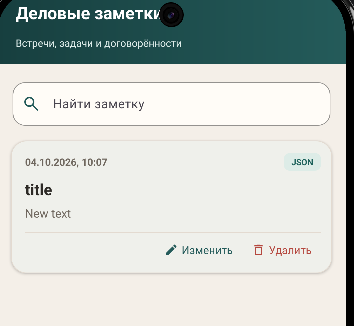 Деловые заметки
Встречи, задачи и договорённости
Найти заметку
04.10.2026, 10:07
JSON
title
New text
Изменить
Удалить